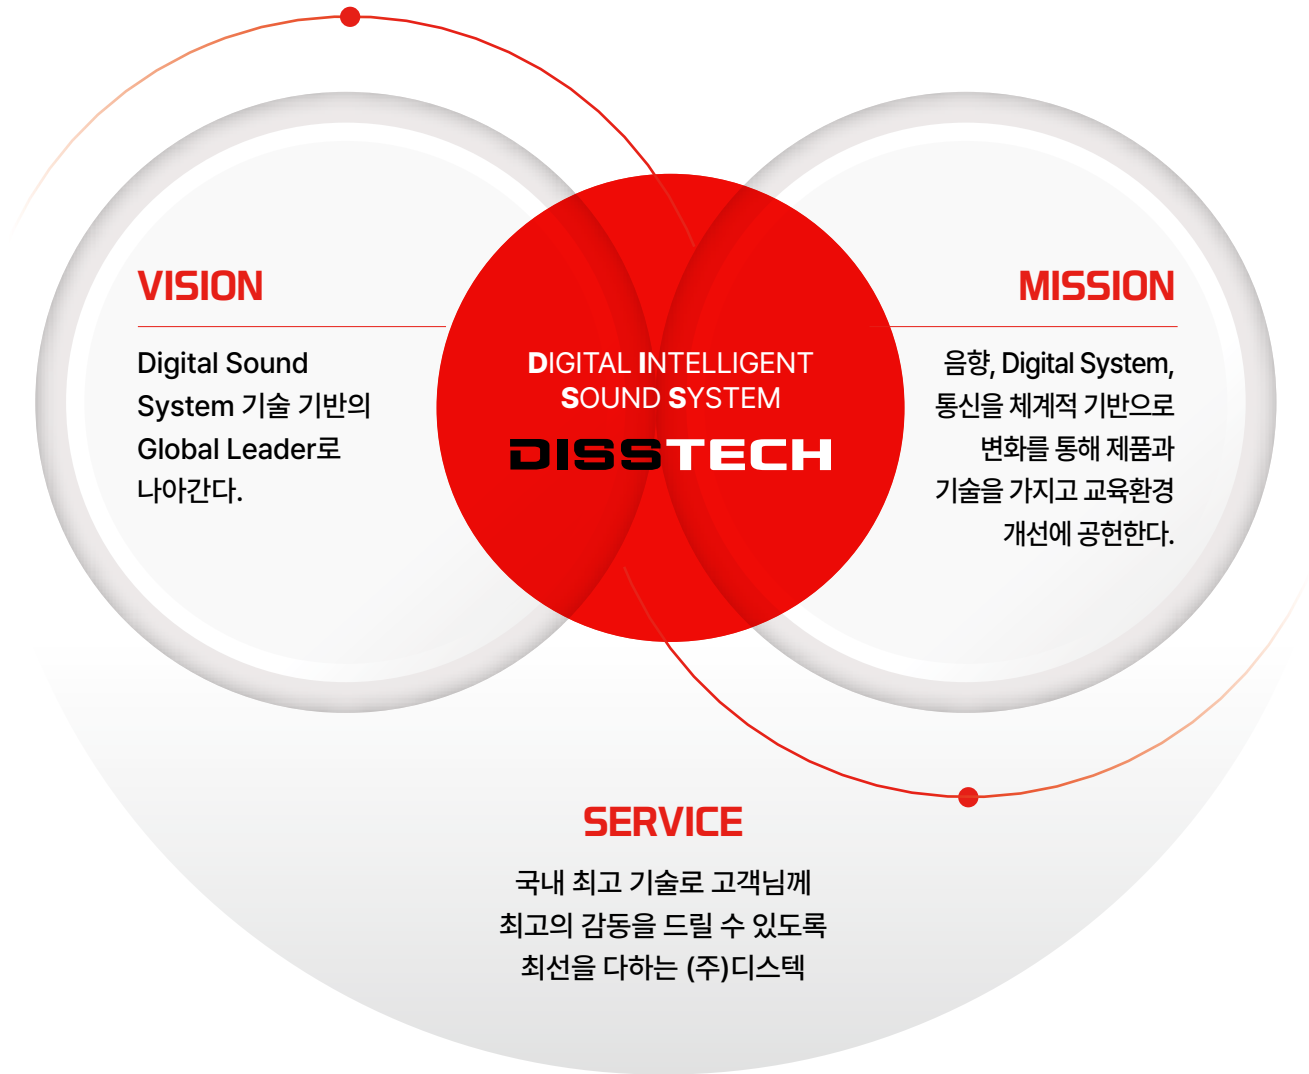 VISION
Digital Sound
System 기술 기반의
Global Leader로
나아간다.
DIGITAL INTELLIGENT
SOUND SYSTEM
DISSTECH
MISSION
음향, Digital System,
통신을 체계적 기반으로
변화를 통해 제품과
기술을 가지고 교육환경
개선에 공헌한다.
SERVICE
국내 최고 기술로 고객님께
최고의 감동을 드릴 수 있도록
최선을 다하는 (주)디스텍